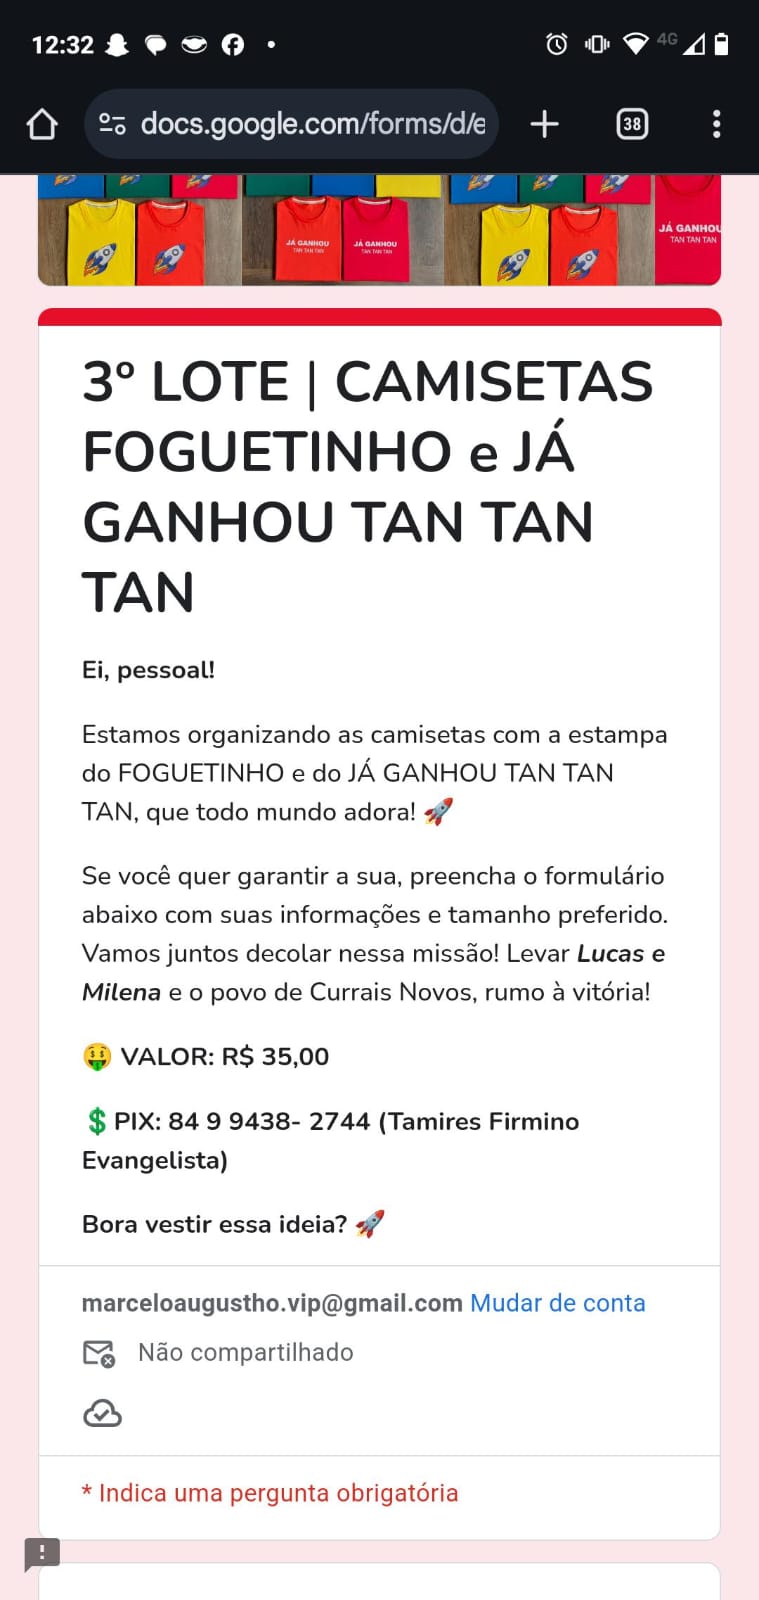 12:32
4G
docs.google.com/forms/d/e
38
JÁ GANHOU
TAN TAN TAN
JÁ GANHOU
TAN TAN TAN
JÁ GANHOU
TAN TAN TAN
3º LOTE | CAMISETAS
FOGUETINHO e JÁ
GANHOU TAN TAN
TAN
Ei, pessoal!
Estamos organizando as camisetas com a estampa
do FOGUETINHO e do JÁ GANHOU TAN TAN
TAN, que todo mundo adora! 🚀
Se você quer garantir a sua, preencha o formulário
abaixo com suas informações e tamanho preferido.
Vamos juntos decolar nessa missão! Levar Lucas e
Milena e o povo de Currais Novos, rumo à vitória!
🤑 VALOR: R$ 35,00
💲PIX: 84 9 9438- 2744 (Tamires Firmino
Evangelista)
Bora vestir essa ideia? 🚀
marceloaugustho.vip@gmail.com Mudar de conta
Não compartilhado
* Indica uma pergunta obrigatória